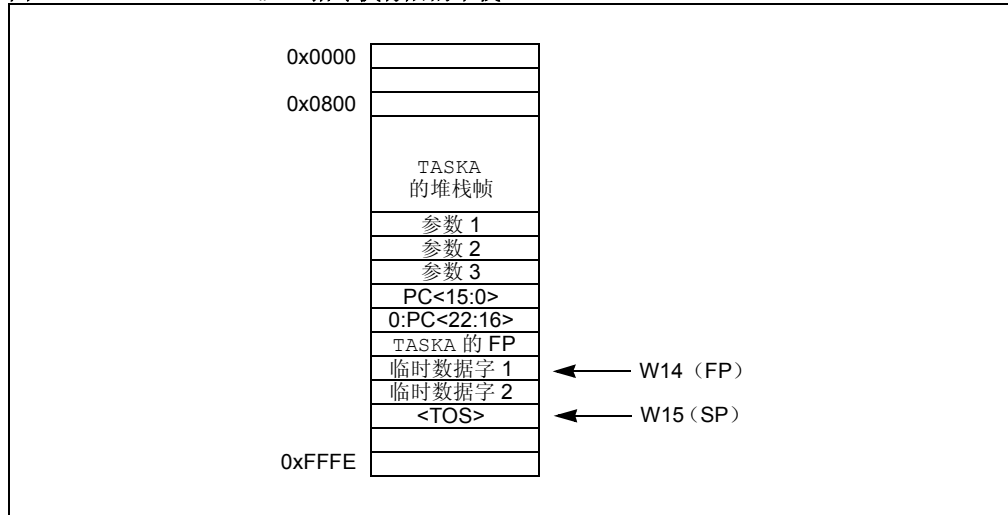 0x0000
0x0800
TASKA
的堆栈帧
参数 1
参数 2
参数 3
PC<15:0>
0:PC<22:16>
TASKA 的 FP
临时数据字 1
W14（FP）
临时数据字 2
<TOS>
W15（SP）
0xFFFE